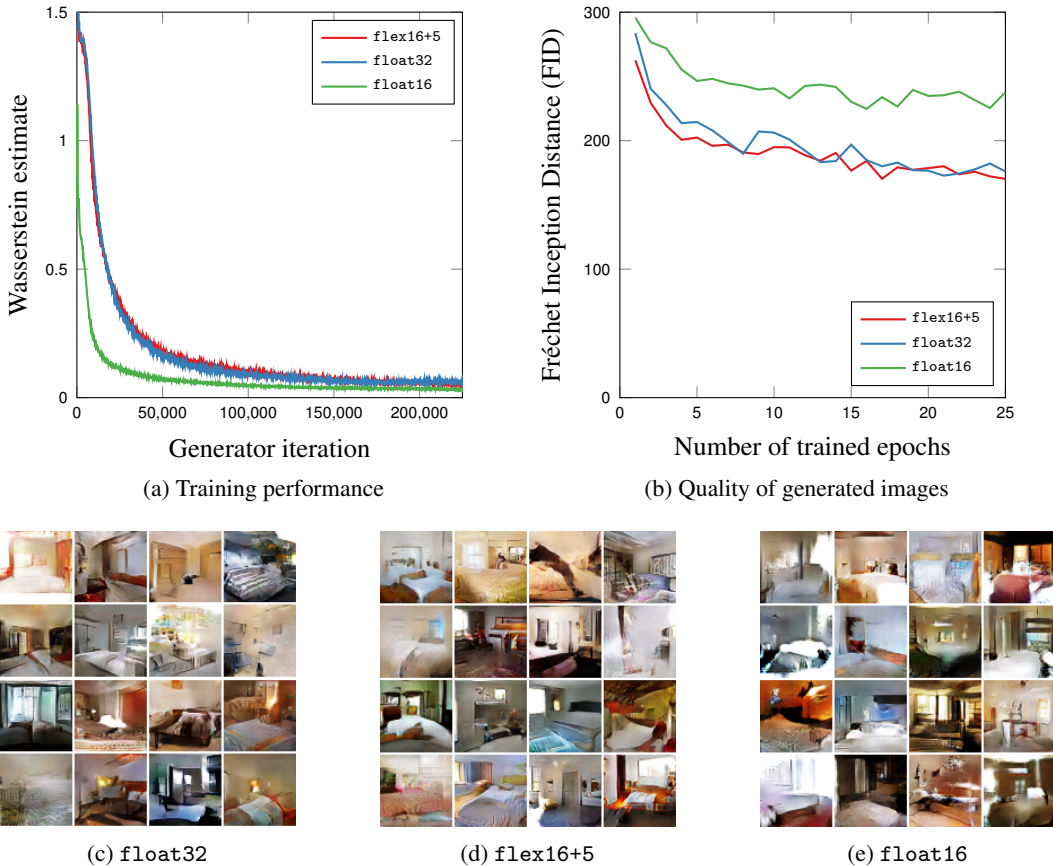 1.5
1
0.5
0
0
50,000
100,000
150,000
200,000
Wasserstein estimate
Generator iteration
flex16+5
float32
float16
(a) Training performance
300
200
100
0
0
5
10
15
20
25
Fréchet Inception Distance (FID)
Number of trained epochs
flex16+5
float32
float16
(b) Quality of generated images
(c) float32
(d) flex16+5
(e) float16